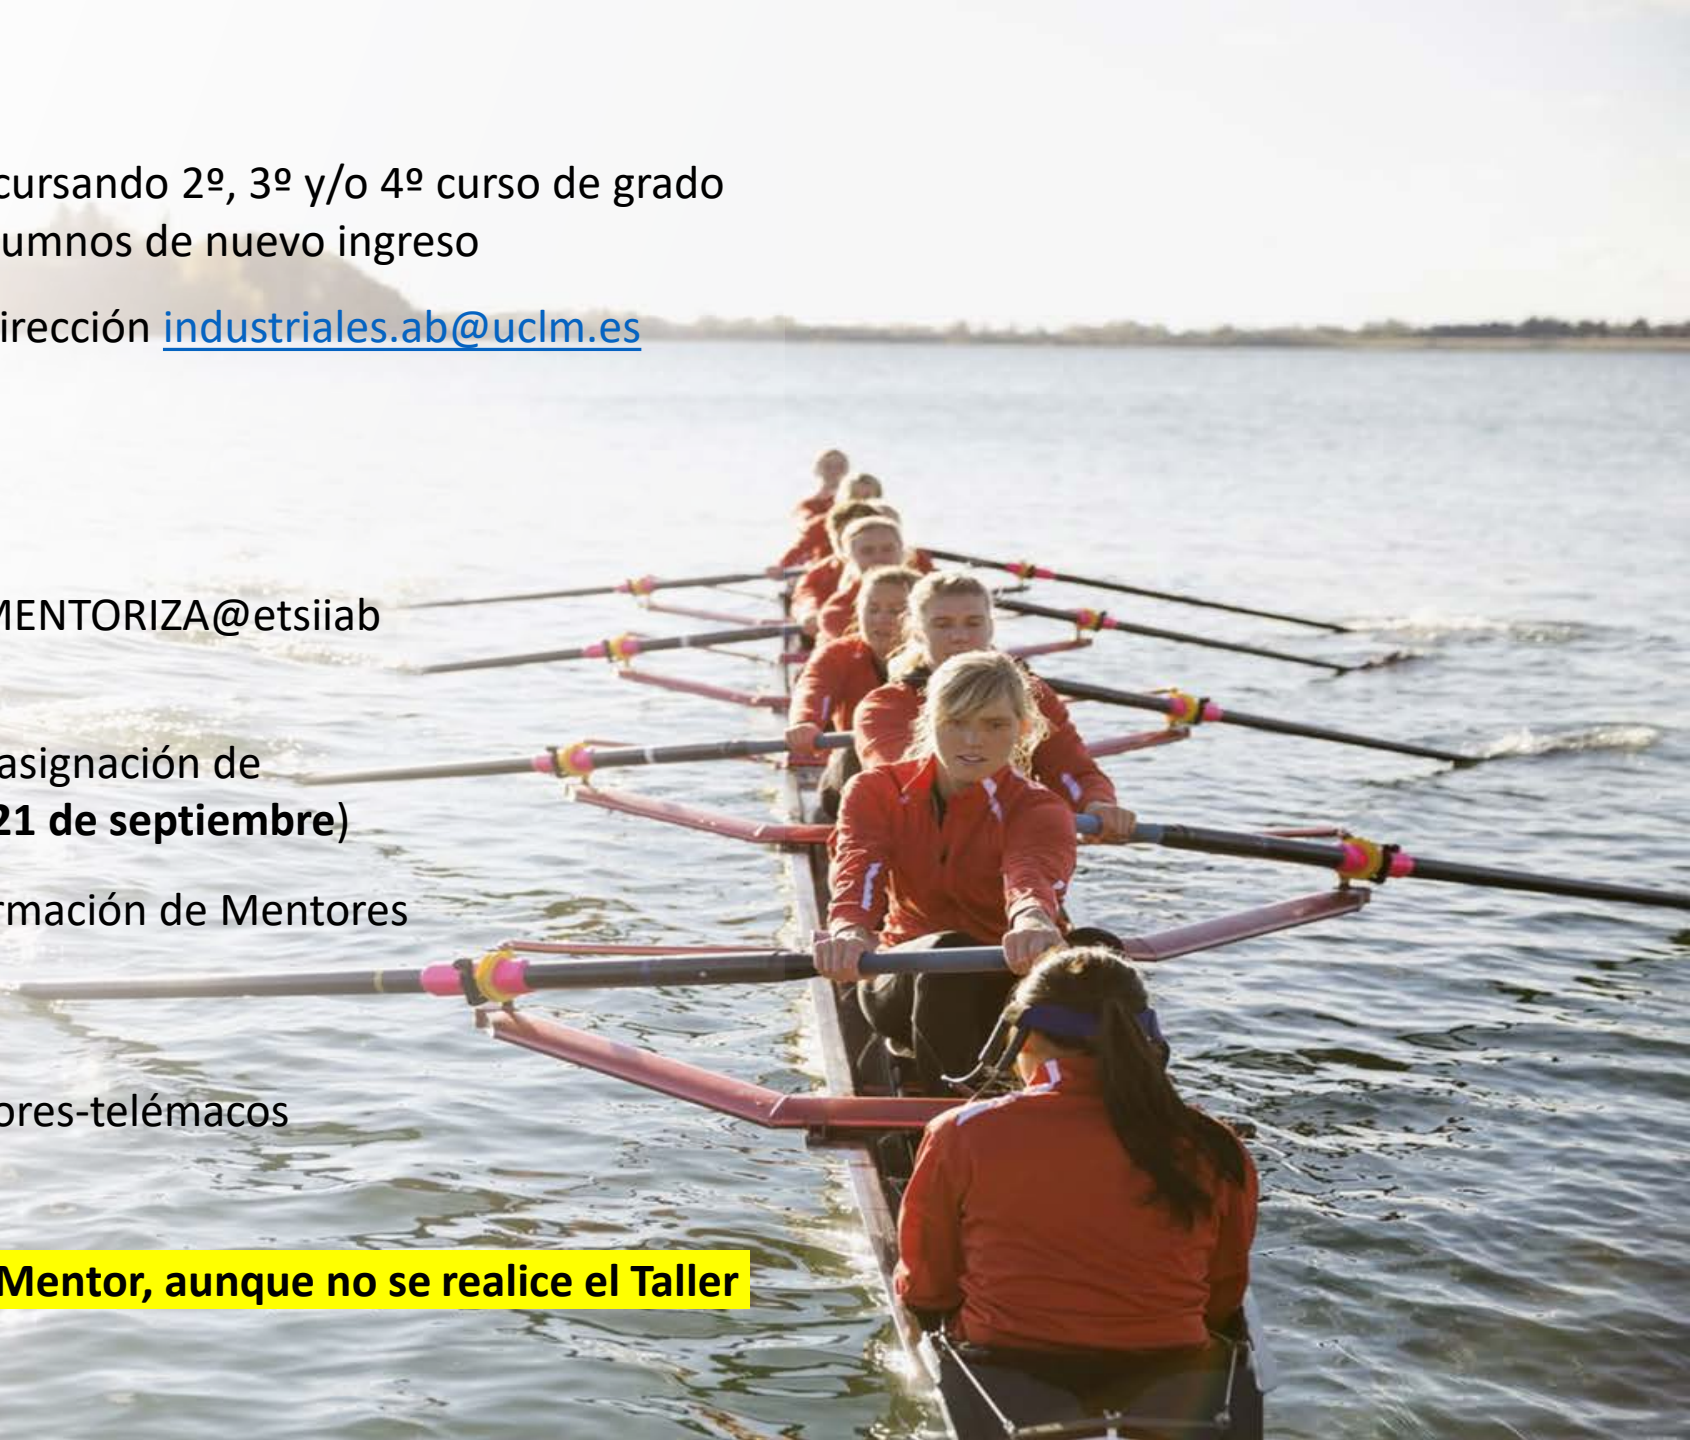 cursando 2º, 3º y/o 4º curso de grado
umnos de nuevo ingreso
irección industriales.ab@uclm.es
MENTORIZA@etsiiab
asignación de
21 de septiembre)
rmación de Mentores
ores-telémacos
Mentor, aunque no se realice el Taller